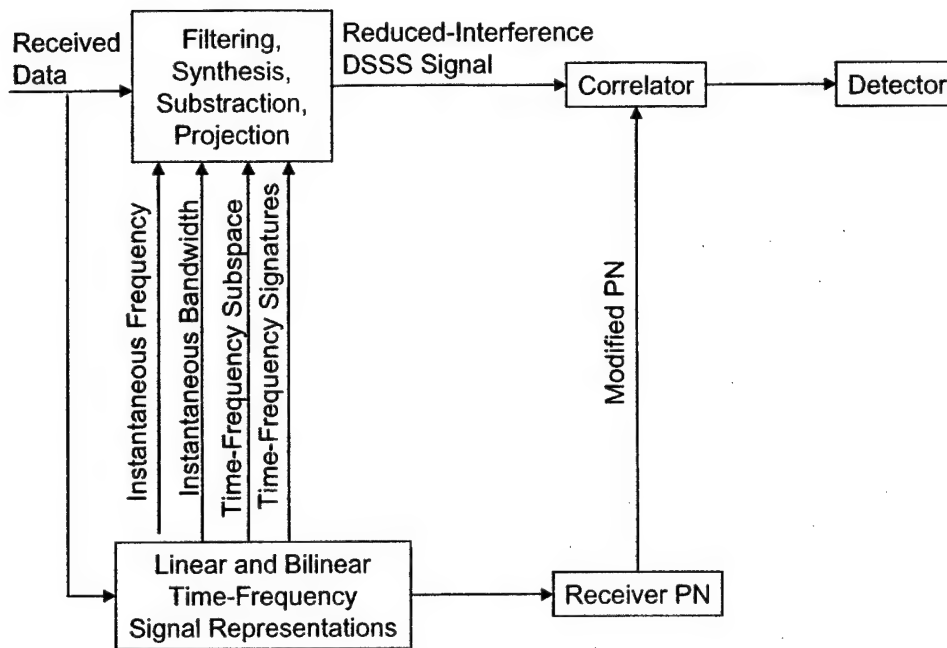 Received
Data
Filtering,
Synthesis,
Substraction,
Projection
Reduced-Interference
DSSS Signal
Correlator
Detector
Instantaneous Frequency
Instantaneous Bandwidth
Time-Frequency Subspace
Time-Frequency Signatures
Modified PN
Linear and Bilinear
Time-Frequency
Signal Representations
Receiver PN